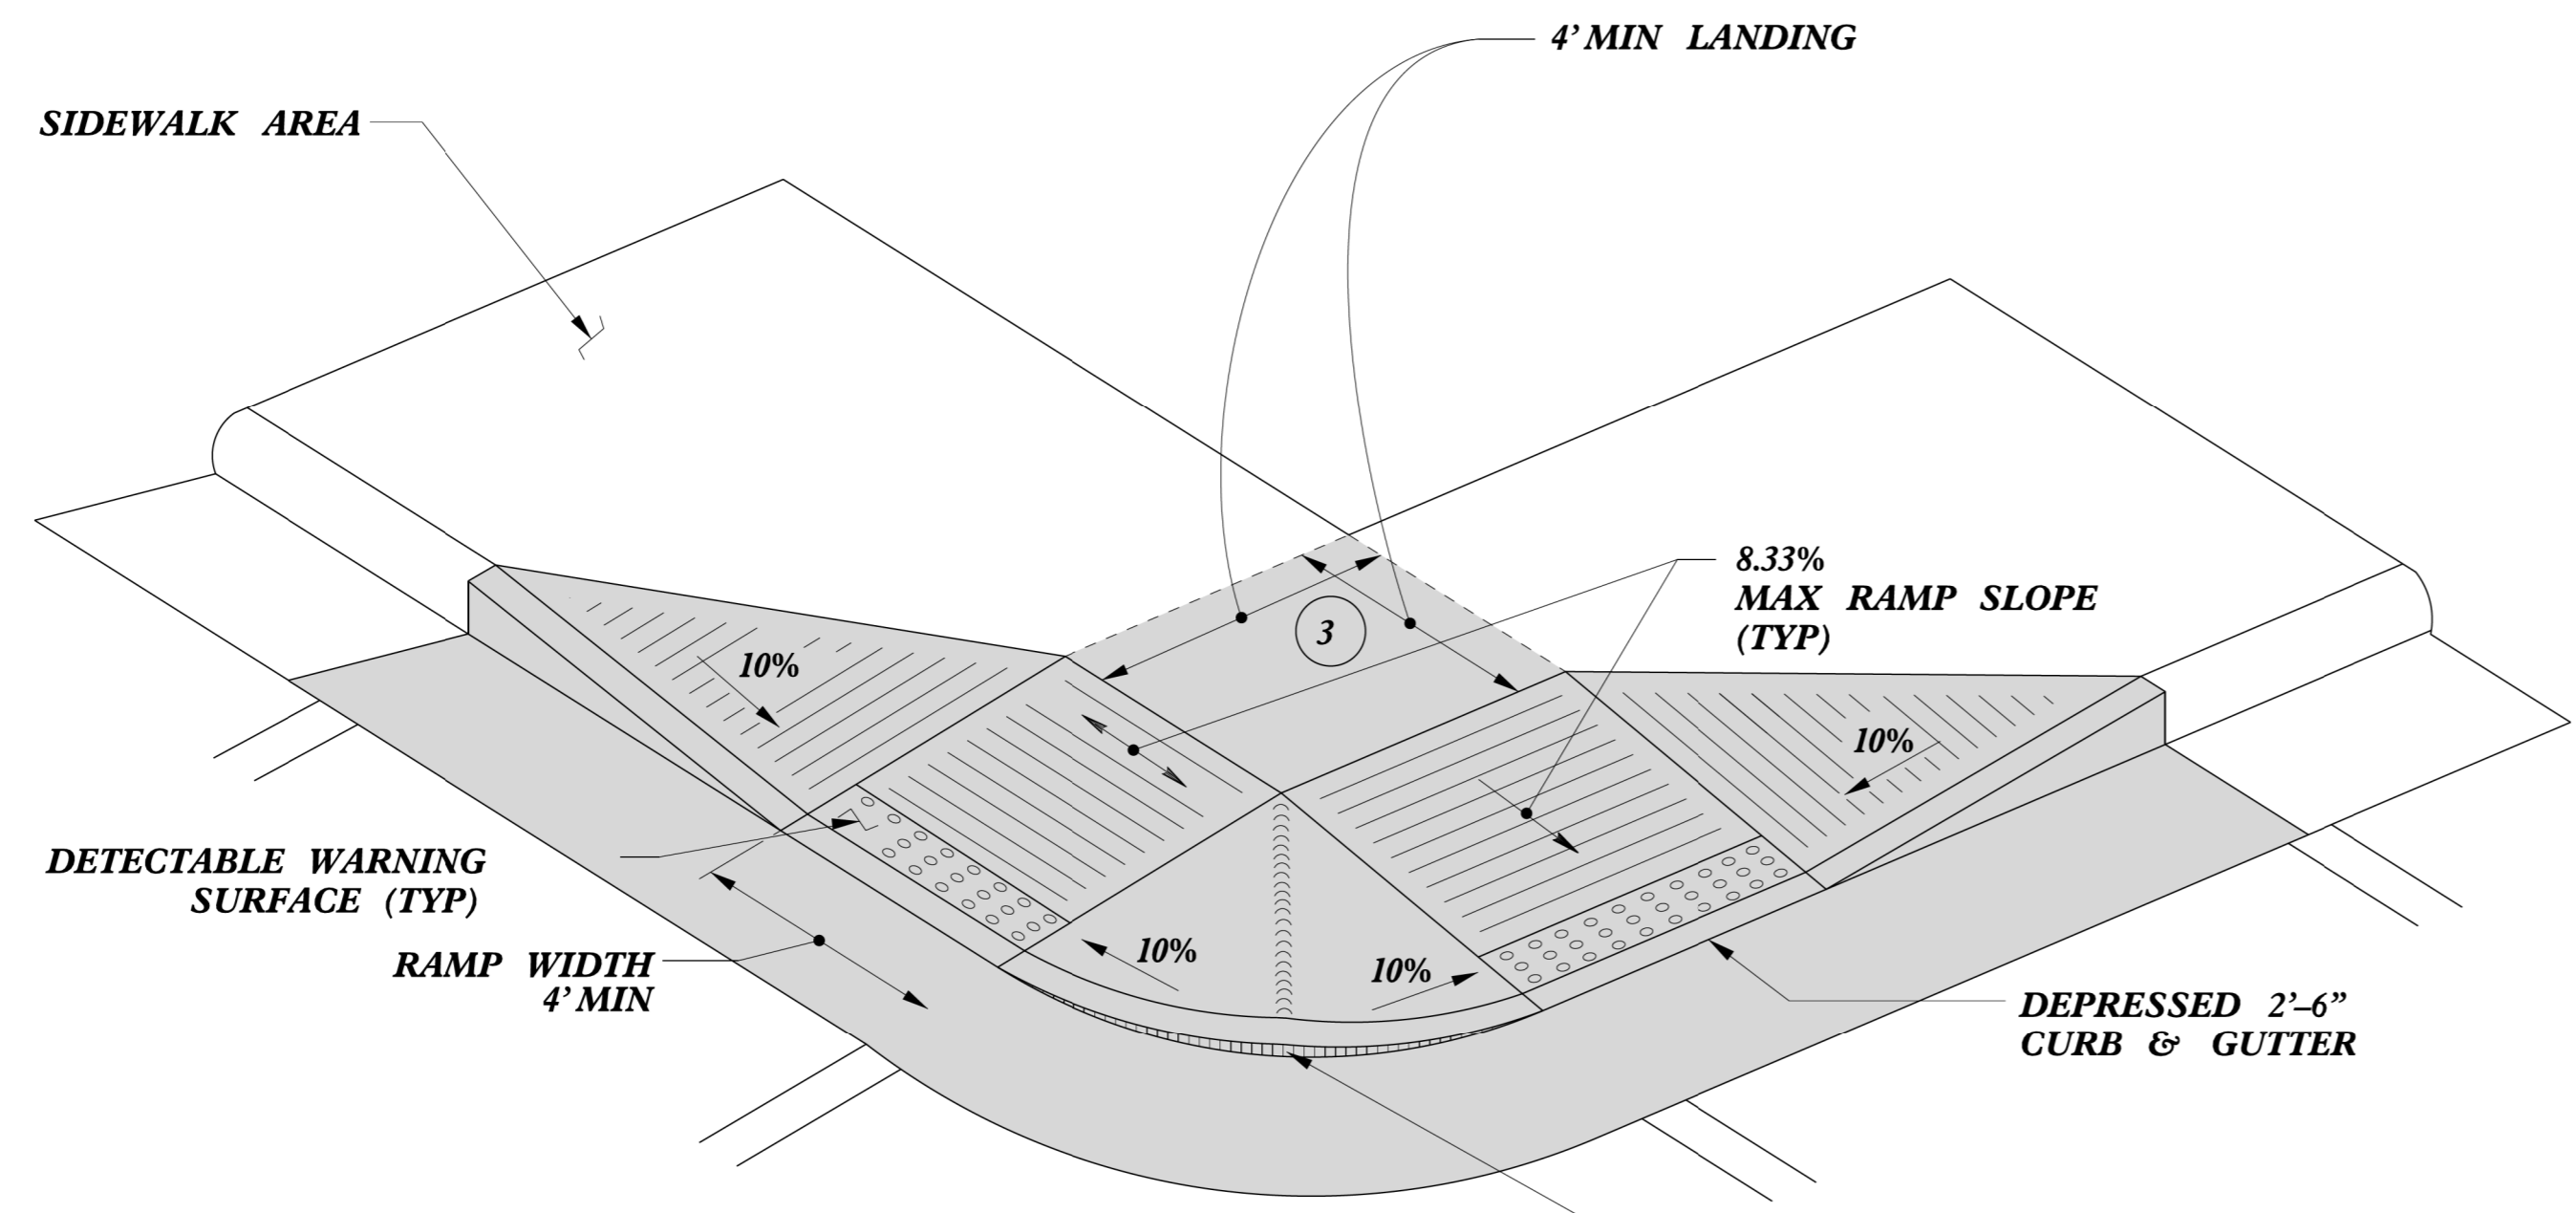 4' MIN LANDING
SIDEWALK AREA
8.33%
MAX RAMP SLOPE
(TYP)
3
10%
10%
DETECTABLE WARNING
SURFACE (TYP)
RAMP WIDTH
4' MIN
10%
10%
DEPRESSED 2'–6”
CURB & GUTTER